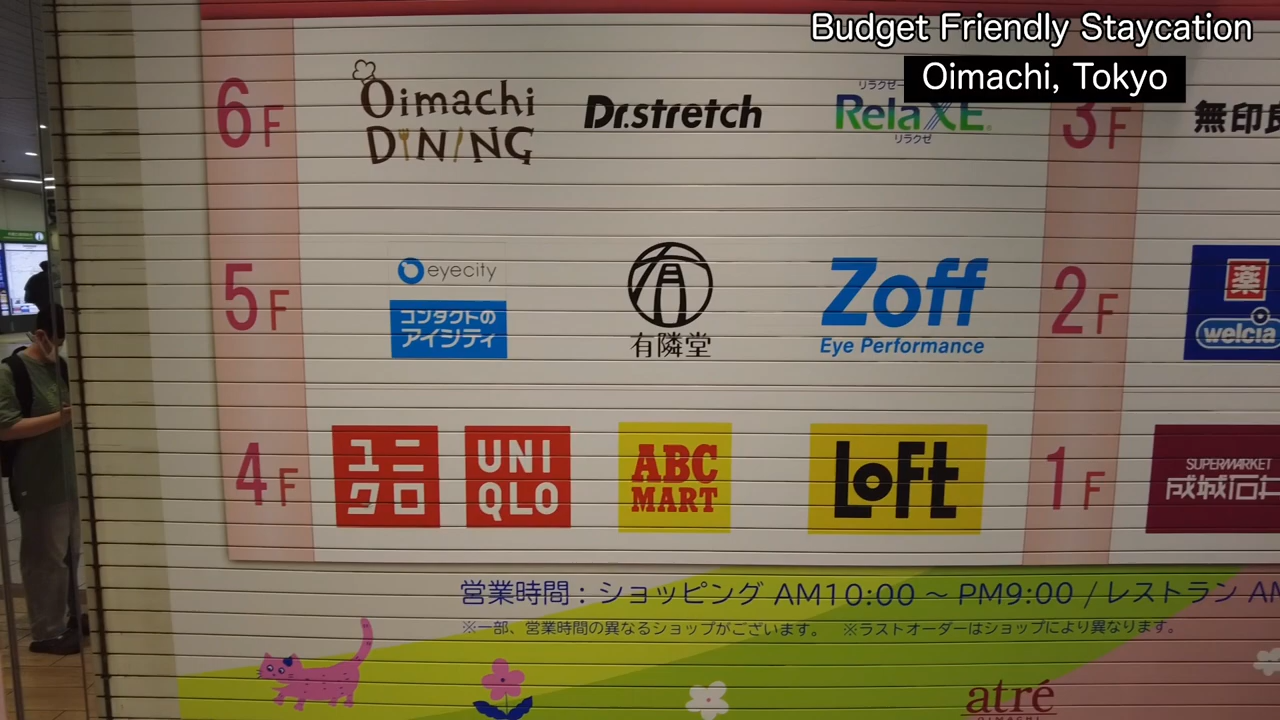 Budget Friendly Staycation
Oimachi, Tokyo
6F
Oimachi
DINING
Dr.stretch
リラクゼー
RelaXE
リラクゼ
3F
無印良
5F
eyecity
コンタクトの
アイシティ
有
有隣堂
Zoff
Eye Performance
2F
薬
welcia
4F
ユニ
クロ
UNI
QLO
ABC
MART
LoFt
1F
SUPERMARKET
成城石井
営業時間：ショッピング AM10:00 ～ PM9:00 / レストラン AM
※一部、営業時間の異なるショップがございます。 ※ラストオーダーはショップにより異なります。
atré
OIMACHI